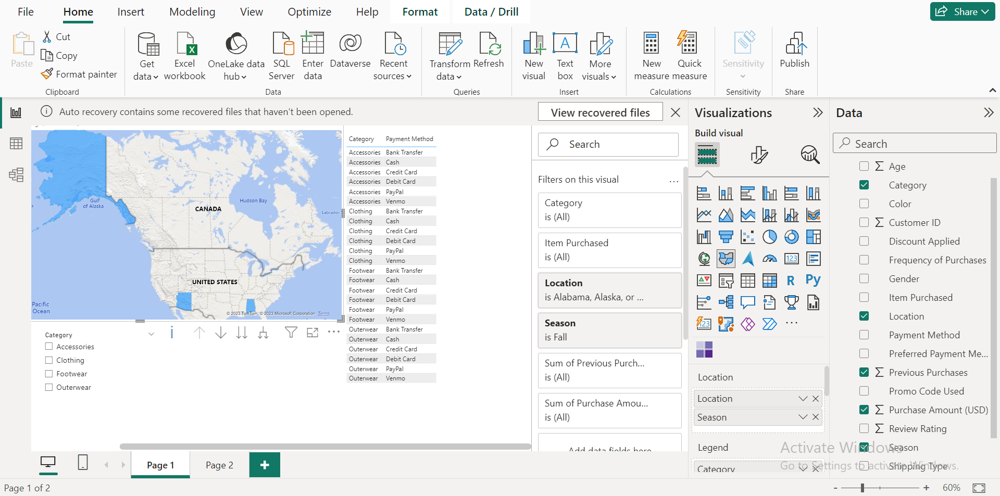 File
Home
Insert
Modeling
View
Optimize
Help
Format
Data / Drill
Share
Paste
Cut
Copy
Format painter
Clipboard
Get data
Excel workbook
OneLake data hub
SQL Server
Enter data
Dataverse
Recent sources
Data
Transform data
Refresh
Queries
New visual
A
Text box
More visuals
Insert
New measure
Quick measure
Calculations
Sensitivity
Sensitivity
Publish
Share
Auto recovery contains some recovered files that haven't been opened.
View recovered files
Gulf of Alaska
Hudson Bay
CANADA
Labrador
UNITED STATES
Pacific Ocean
© 2023 TomTom, © 2023 Microsoft Corporation Terms
Category
Accessories
Clothing
Footwear
Outerwear
Category Payment Method
Accessories Bank Transfer
Accessories Cash
Accessories Credit Card
Accessories Debit Card
Accessories PayPal
Accessories Venmo
Clothing Bank Transfer
Clothing Cash
Clothing Credit Card
Clothing Debit Card
Clothing PayPal
Clothing Venmo
Footwear Bank Transfer
Footwear Cash
Footwear Credit Card
Footwear Debit Card
Footwear PayPal
Footwear Venmo
Outerwear Bank Transfer
Outerwear Cash
Outerwear Credit Card
Outerwear Debit Card
Outerwear PayPal
Outerwear Venmo
Search
Filters on this visual ...
Category
is (All)
Item Purchased
is (All)
Location
is Alabama, Alaska, or ...
Season
is Fall
Sum of Previous Purch...
is (All)
Sum of Purchase Amou...
is (All)
Add data fields here
Visualizations
Build visual
123
R
Py
123
...
Location
Location
Season
Legend
Category
Data
Search
Age
Category
Color
Customer ID
Discount Applied
Frequency of Purchases
Gender
Item Purchased
Location
Payment Method
Preferred Payment Me...
Previous Purchases
Promo Code Used
Purchase Amount (USD)
Review Rating
Season
Shipping Type
Activate Windows
Go to Settings to activate Windows.
Page 1
Page 2
+
Page 1 of 2
- + 60%